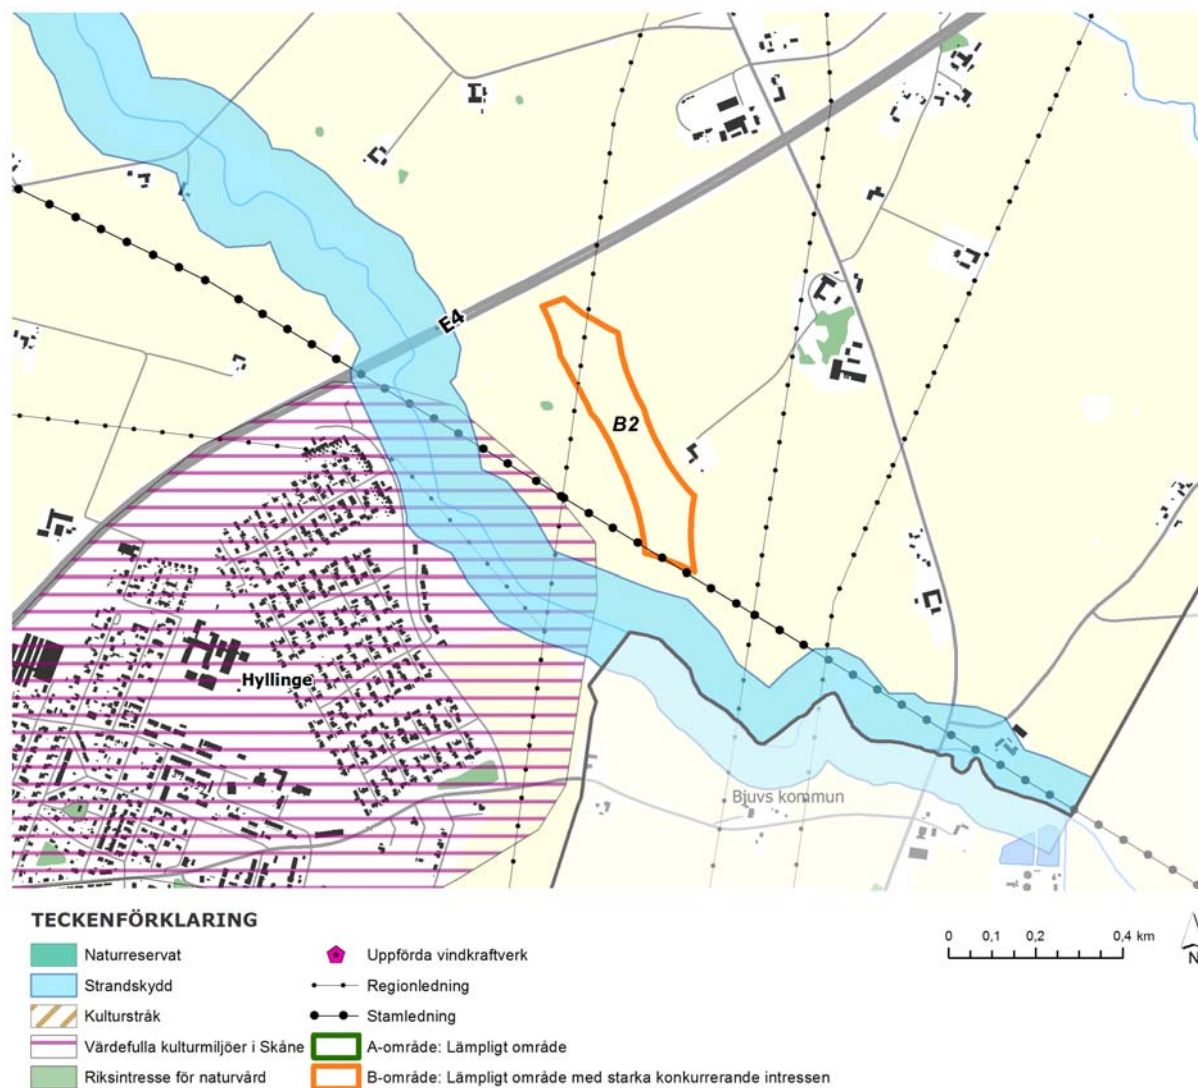 E4
B2
Hyllinge
Bjuvs kommun
TECKENFÖRKLARING
Naturreservat
Strandskydd
Kulturstråk
Värdefulla kulturmiljöer i Skåne
Riksintresse för naturvård
Uppförda vindkraftverk
Regionledning
Stamledning
A-område: Lämpligt område
B-område: Lämpligt område med starka konkurrerande intressen
0 0,1 0,2 0,4 km
N